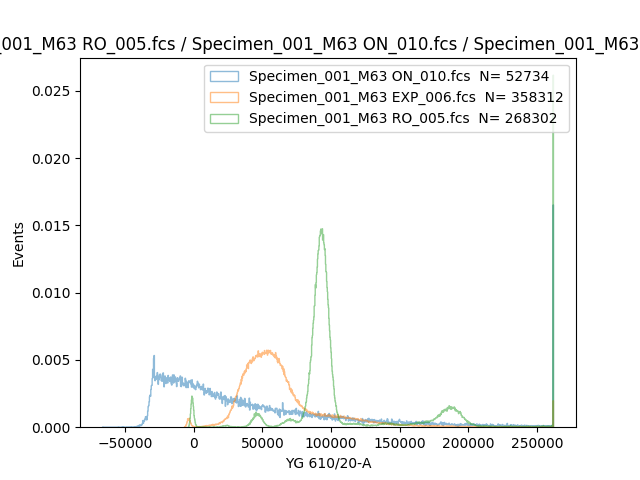 _001_M63 RO_005.fcs / Specimen_001_M63 ON_010.fcs / Specimen_001_M63
Specimen_001_M63 ON_010.fcs  N= 52734
Specimen_001_M63 EXP_006.fcs  N= 358312
Specimen_001_M63 RO_005.fcs  N= 268302
Events
0.025
0.020
0.015
0.010
0.005
0.000
−50000 0 50000 100000 150000 200000 250000
YG 610/20-A